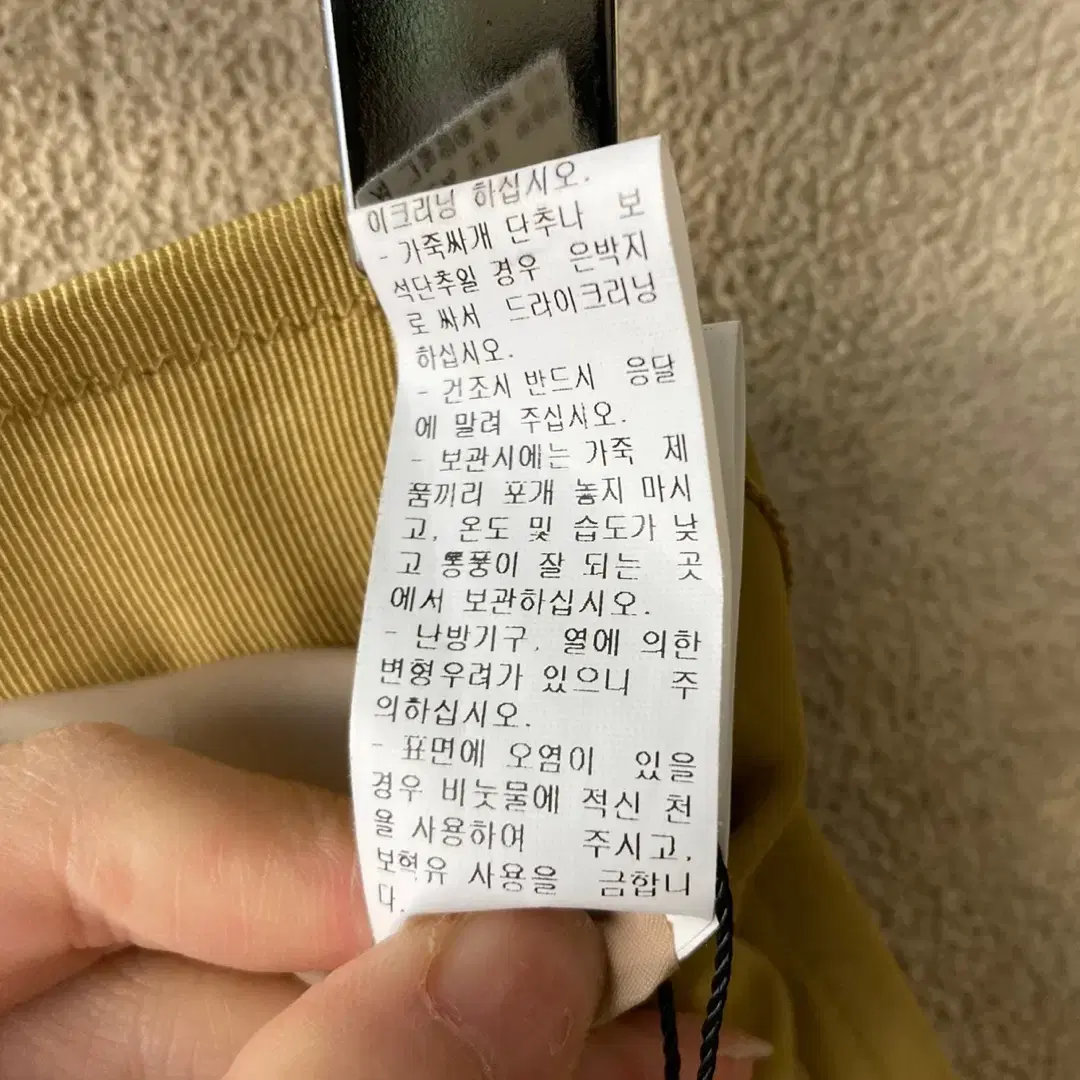 이크리닝 하십시오.
- 가죽싸개 단추나 보
석단추일 경우 은박지
로 싸서 드라이크리닝
하십시오.
- 건조시 반드시 응달
에 말려 주십시오.
- 보관시에는 가죽 제
품끼리 포개 놓지 마시
고, 온도 및 습도가 낮
고 통풍이 잘 되는 곳
에서 보관하십시오.
- 난방기구, 열에 의한
변형우려가 있으니 주
의하십시오.
- 표면에 오염이 있을
경우 비눗물에 적신 천
을 사용하여 주시고,
보혁유 사용을 금합니
다.